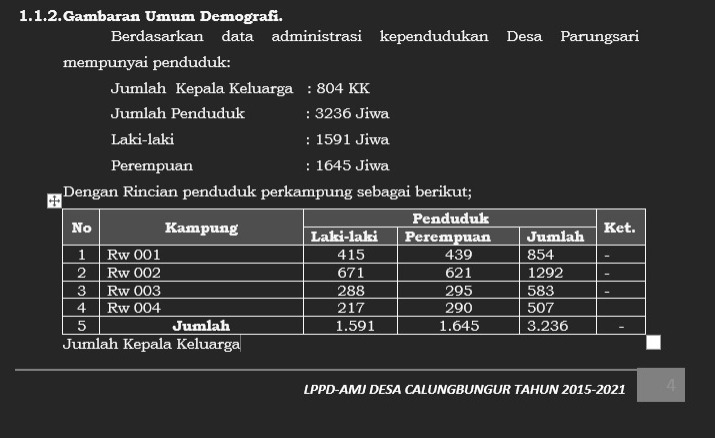 1.1.2. Gambaran Umum Demografi.
Berdasarkan data administrasi kependudukan Desa Parungsari
mempunyai penduduk:
Jumlah Kepala Keluarga : 804 KK
Jumlah Penduduk : 3236 Jiwa
Laki-laki : 1591 Jiwa
Perempuan : 1645 Jiwa
Dengan Rincian penduduk perkampung sebagai berikut;
No Kampung Penduduk Ket.
Laki-laki Perempuan Jumlah
1 Rw 001 415 439 854 -
2 Rw 002 671 621 1292 -
3 Rw 003 288 295 583 -
4 Rw 004 217 290 507
5 Jumlah 1.591 1.645 3.236 -
Jumlah Kepala Keluarga
LPPD-AMJ DESA CALUNGBUNGUR TAHUN 2015-2021 4